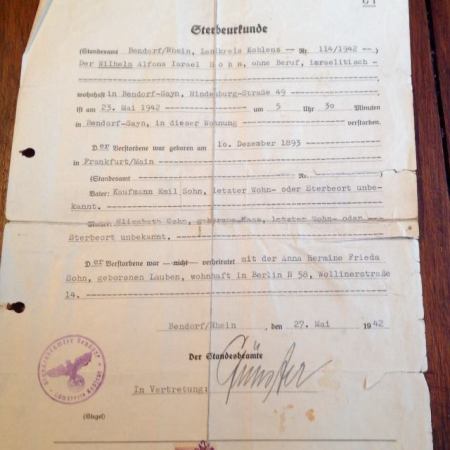 Sterbeurkunde
(Standesamt Bendorf/Rhein, Landkreis Koblenz -- Nr. 114/1942 --)
Der Wilhelm Alfons Israel Sohn, ohne Beruf, israelitisch-
wohnhaft in Bendorf-Sayn, Hindenburg-Straße 49
ist am 23. Mai 1942 um 5 Uhr 30 Minuten
in Bendorf-Sayn, in dieser Wohnung verstorben.
Der Verstorbene war geboren am 10. Dezember 1893
in Frankfurt/Main
(Standesamt Nr. )
Vater: Kaufmann Emil Sohn, letzter Wohn- oder Sterbeort unbe-
kannt.
Elisabeth Sohn, letzter Wohn- oder
Sterbeort unbekannt.
Der Verstorbene war -- nicht -- verheiratet mit der Anna Hermine Frieda
Sohn, geborenen Lauben, wohnhaft in Berlin N 58, Wollinerstraße
14.
Bendorf/Rhein, den 27. Mai 1942
Der Standesbeamte
In Vertretung: Günster
(Siegel)